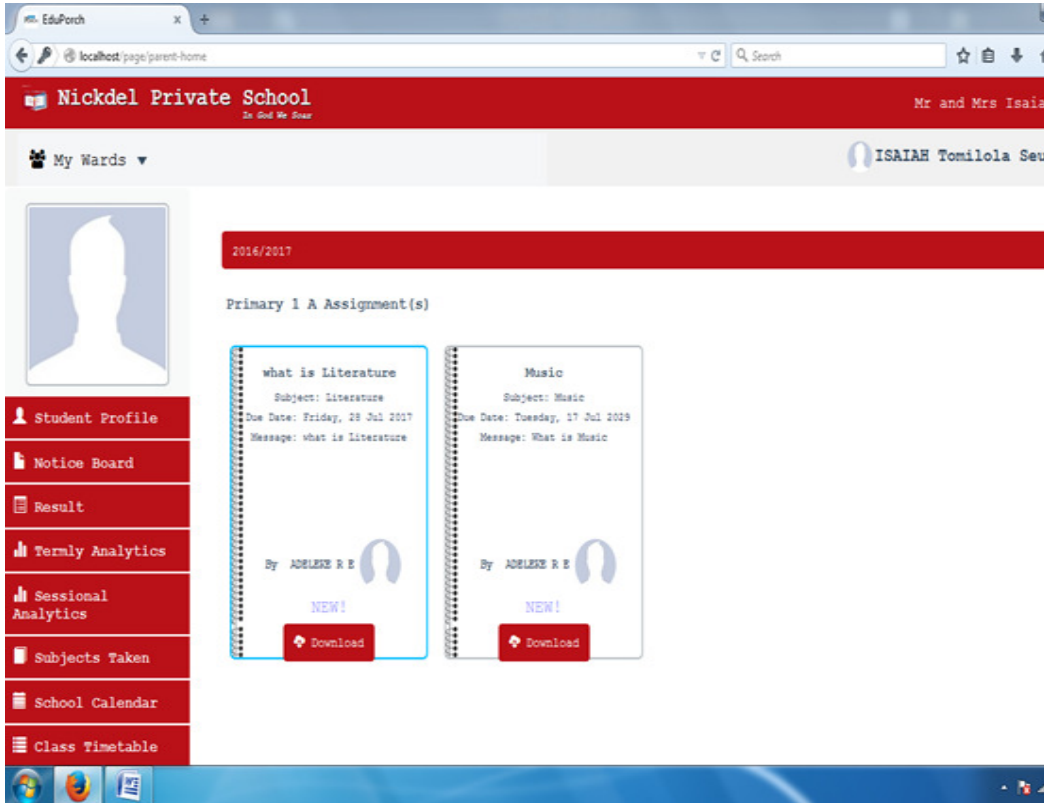 EduPorch x +
localhost/page/parent-home
Search
Nickdel Private School
In God We Soar
Mr and Mrs Isaia
My Wards ▼
ISAIAH Tomilola Seu
2016/2017
Primary 1 A Assignment(s)
what is Literature
Subject: Literature
Due Date: Friday, 28 Jul 2017
Message: what is Literature
By ADELEKE R E
NEW!
Download
Music
Subject: Music
Due Date: Tuesday, 17 Jul 2029
Message: What is Music
By ADELEKE R E
NEW!
Download
Student Profile
Notice Board
Result
Termly Analytics
Sessional
Analytics
Subjects Taken
School Calendar
Class Timetable